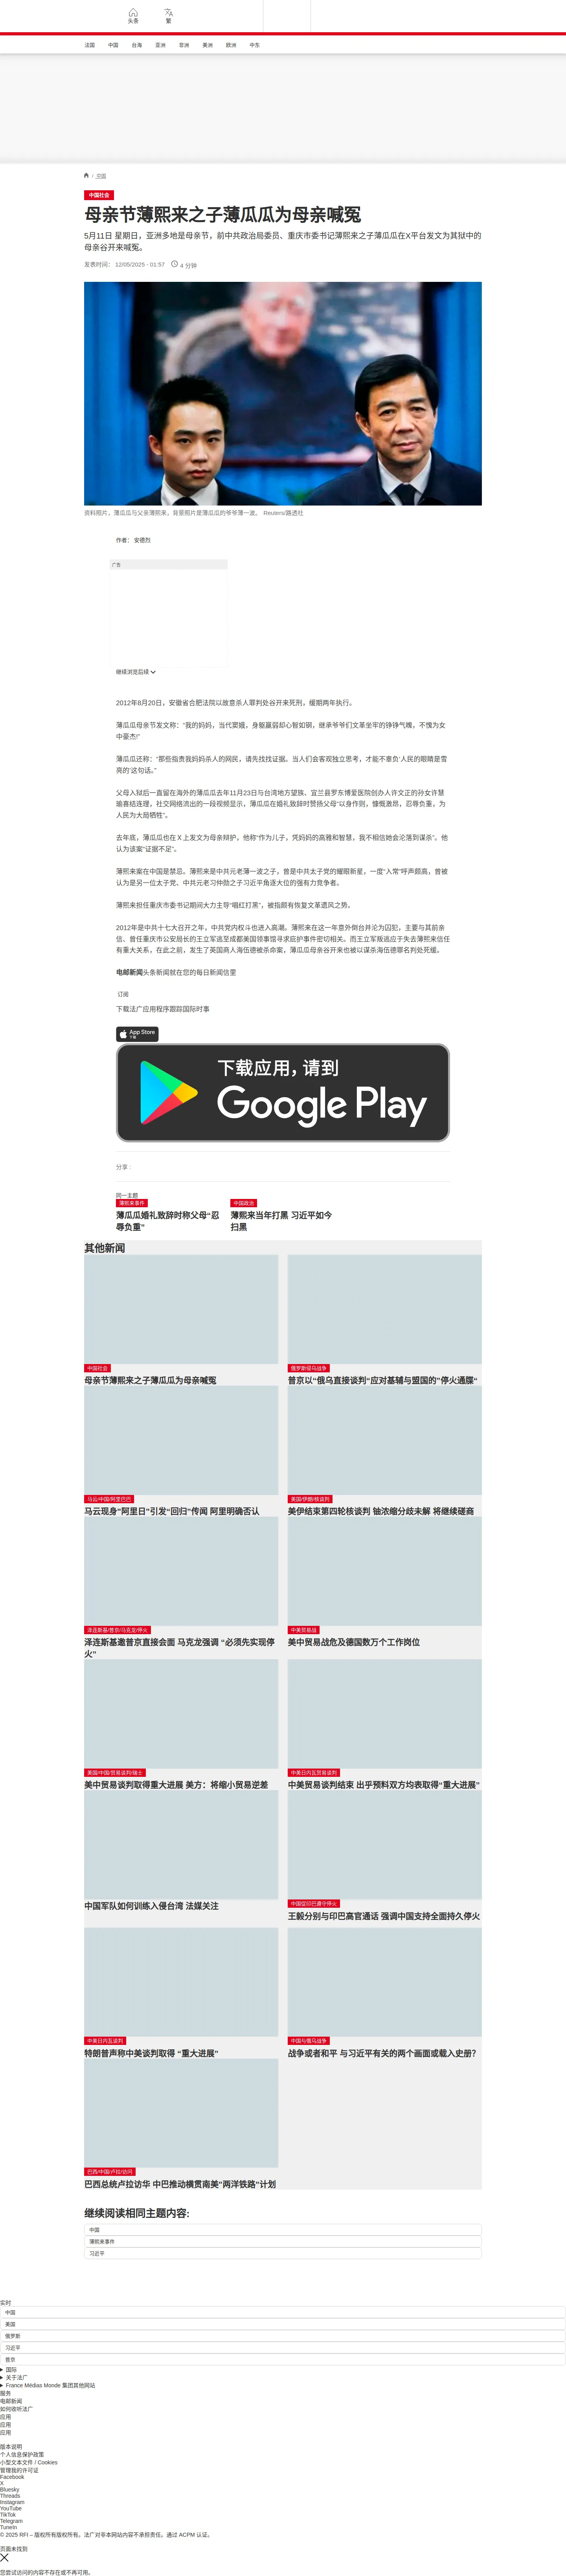 头条
繁
法国
中国
台海
亚洲
非洲
美洲
欧洲
中东
/ 中国
中国社会
母亲节薄熙来之子薄瓜瓜为母亲喊冤
5月11日 星期日，亚洲多地是母亲节，前中共政治局委员、重庆市委书记薄熙来之子薄瓜瓜在X平台发文为其狱中的
母亲谷开来喊冤。
发表时间： 12/05/2025 - 01:57 4 分钟
资料照片，薄瓜瓜与父亲薄熙来，背景照片是薄瓜瓜的爷爷薄一波。 Reuters/路透社
作者： 安德烈
广告
继续浏览后续
2012年8月20日，安徽省合肥法院以故意杀人罪判处谷开来死刑，缓期两年执行。
薄瓜瓜母亲节发文称：“我的妈妈，当代窦娥，身躯羸弱却心智如钢，继承爷爷们文革坐牢的铮铮气魄，不愧为女
中豪杰!”
薄瓜瓜还称：“那些指责我妈妈杀人的网民，请先找找证据。当人们会客观独立思考，才能不辜负‘人民的眼睛是雪
亮的’这句话。”
父母入狱后一直留在海外的薄瓜瓜去年11月23日与台湾地方望族、宜兰县罗东博爱医院创办人许文正的孙女许慧
瑜喜结连理，社交网络流出的一段视频显示，薄瓜瓜在婚礼致辞时赞扬父母“以身作则，慷慨激昂，忍辱负重，为
人民为大局牺牲”。
去年底，薄瓜瓜也在 X 上发文为母亲辩护，他称“作为儿子，凭妈妈的高雅和智慧，我不相信她会沦落到谋杀”。他
认为该案“证据不足”。
薄熙来案在中国是禁忌。薄熙来是中共元老薄一波之子，曾是中共太子党的耀眼新星，一度“入常”呼声颇高，曾被
认为是另一位太子党、中共元老习仲勋之子习近平角逐大位的强有力竞争者。
薄熙来担任重庆市委书记期间大力主导“唱红打黑”，被指颇有恢复文革遗风之势。
2012年是中共十七大召开之年，中共党内权斗也进入高潮。薄熙来在这一年意外倒台并沦为囚犯，主要与其前亲
信、曾任重庆市公安局长的王立军逃至成都美国领事馆寻求庇护事件密切相关。而王立军叛逃应于失去薄熙来信任
有重大关系，在此之前，发生了英国商人海伍德被杀命案，薄瓜瓜母亲谷开来也被以谋杀海伍德罪名判处死缓。
电邮新闻头条新闻就在您的每日新闻信里
订阅
下载法广应用程序跟踪国际时事
App Store
下载
下载应用，请到
Google Play
分享 :
同一主题
薄熙来事件
薄瓜瓜婚礼致辞时称父母“忍
辱负重”
中国政治
薄熙来当年打黑 习近平如今
扫黑
其他新闻
中国社会
母亲节薄熙来之子薄瓜瓜为母亲喊冤
俄罗斯侵乌战争
普京以“俄乌直接谈判“应对基辅与盟国的”停火通牒“
马云/中国/阿里巴巴
马云现身"阿里日"引发"回归"传闻 阿里明确否认
美国/伊朗/核谈判
美伊结束第四轮核谈判 铀浓缩分歧未解 将继续磋商
泽连斯基/普京/马克龙/停火
泽连斯基邀普京直接会面 马克龙强调 “必须先实现停
火”
中美贸易战
美中贸易战危及德国数万个工作岗位
美国/中国/贸易谈判/瑞士
美中贸易谈判取得重大进展 美方：将缩小贸易逆差
中美日内瓦贸易谈判
中美贸易谈判结束 出乎预料双方均表取得“重大进展”
中国军队如何训练入侵台湾 法媒关注
中国促印巴遵守停火
王毅分别与印巴高官通话 强调中国支持全面持久停火
中美日内瓦谈判
特朗普声称中美谈判取得 “重大进展”
中国与俄乌战争
战争或者和平 与习近平有关的两个画面或载入史册?
巴西/中国/卢拉/访问
巴西总统卢拉访华 中巴推动横贯南美"两洋铁路"计划
继续阅读相同主题内容:
中国
薄熙来事件
习近平
实时
中国
美国
俄罗斯
习近平
普京
国际
关于法广
France Médias Monde 集团其他网站
服务
电邮新闻
如何收听法广
应用
应用
应用
版本说明
个人信息保护政策
小型文本文件 / Cookies
管理我的许可证
Facebook
X
Bluesky
Threads
Instagram
YouTube
TikTok
Telegram
TuneIn
© 2025 RFI – 版权所有版权所有。法广对非本网站内容不承担责任。通过 ACPM 认证。
页面未找到
您尝试访问的内容不存在或不再可用。